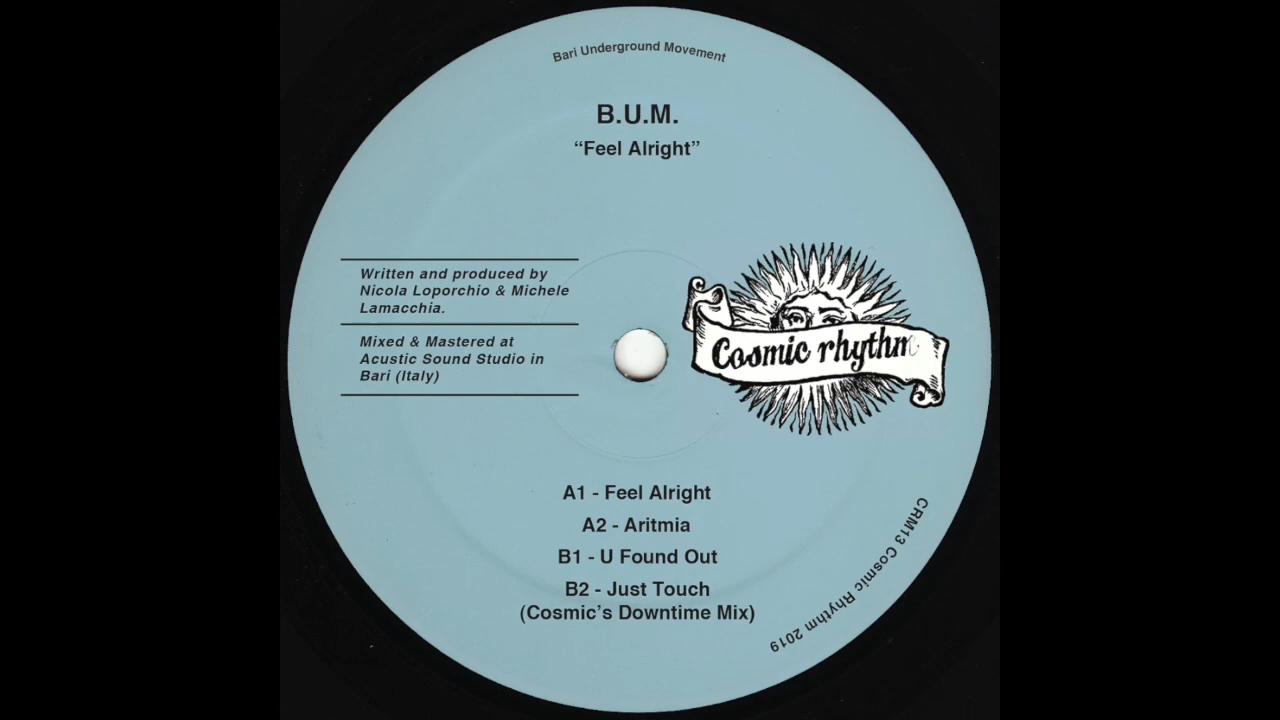 Bari Underground Movement
B.U.M.
“Feel Alright”
Written and produced by
Nicola Loporchio & Michele
Lamacchia.
Mixed & Mastered at
Acustic Sound Studio in
Bari (Italy)
Cosmic rhythm
A1 - Feel Alright
A2 - Aritmia
B1 - U Found Out
B2 - Just Touch
(Cosmic’s Downtime Mix)
CRM13 Cosmic Rhythm 2019